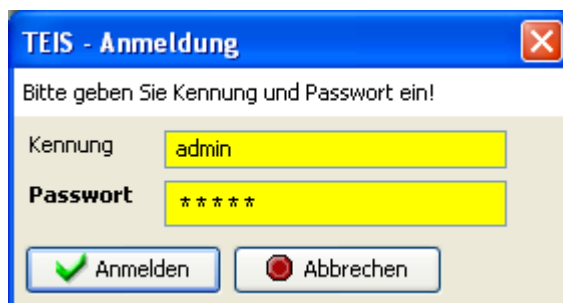 TEIS - Anmeldung
Bitte geben Sie Kennung und Passwort ein!
Kennung admin
Passwort *****
Anmelden Abbrechen